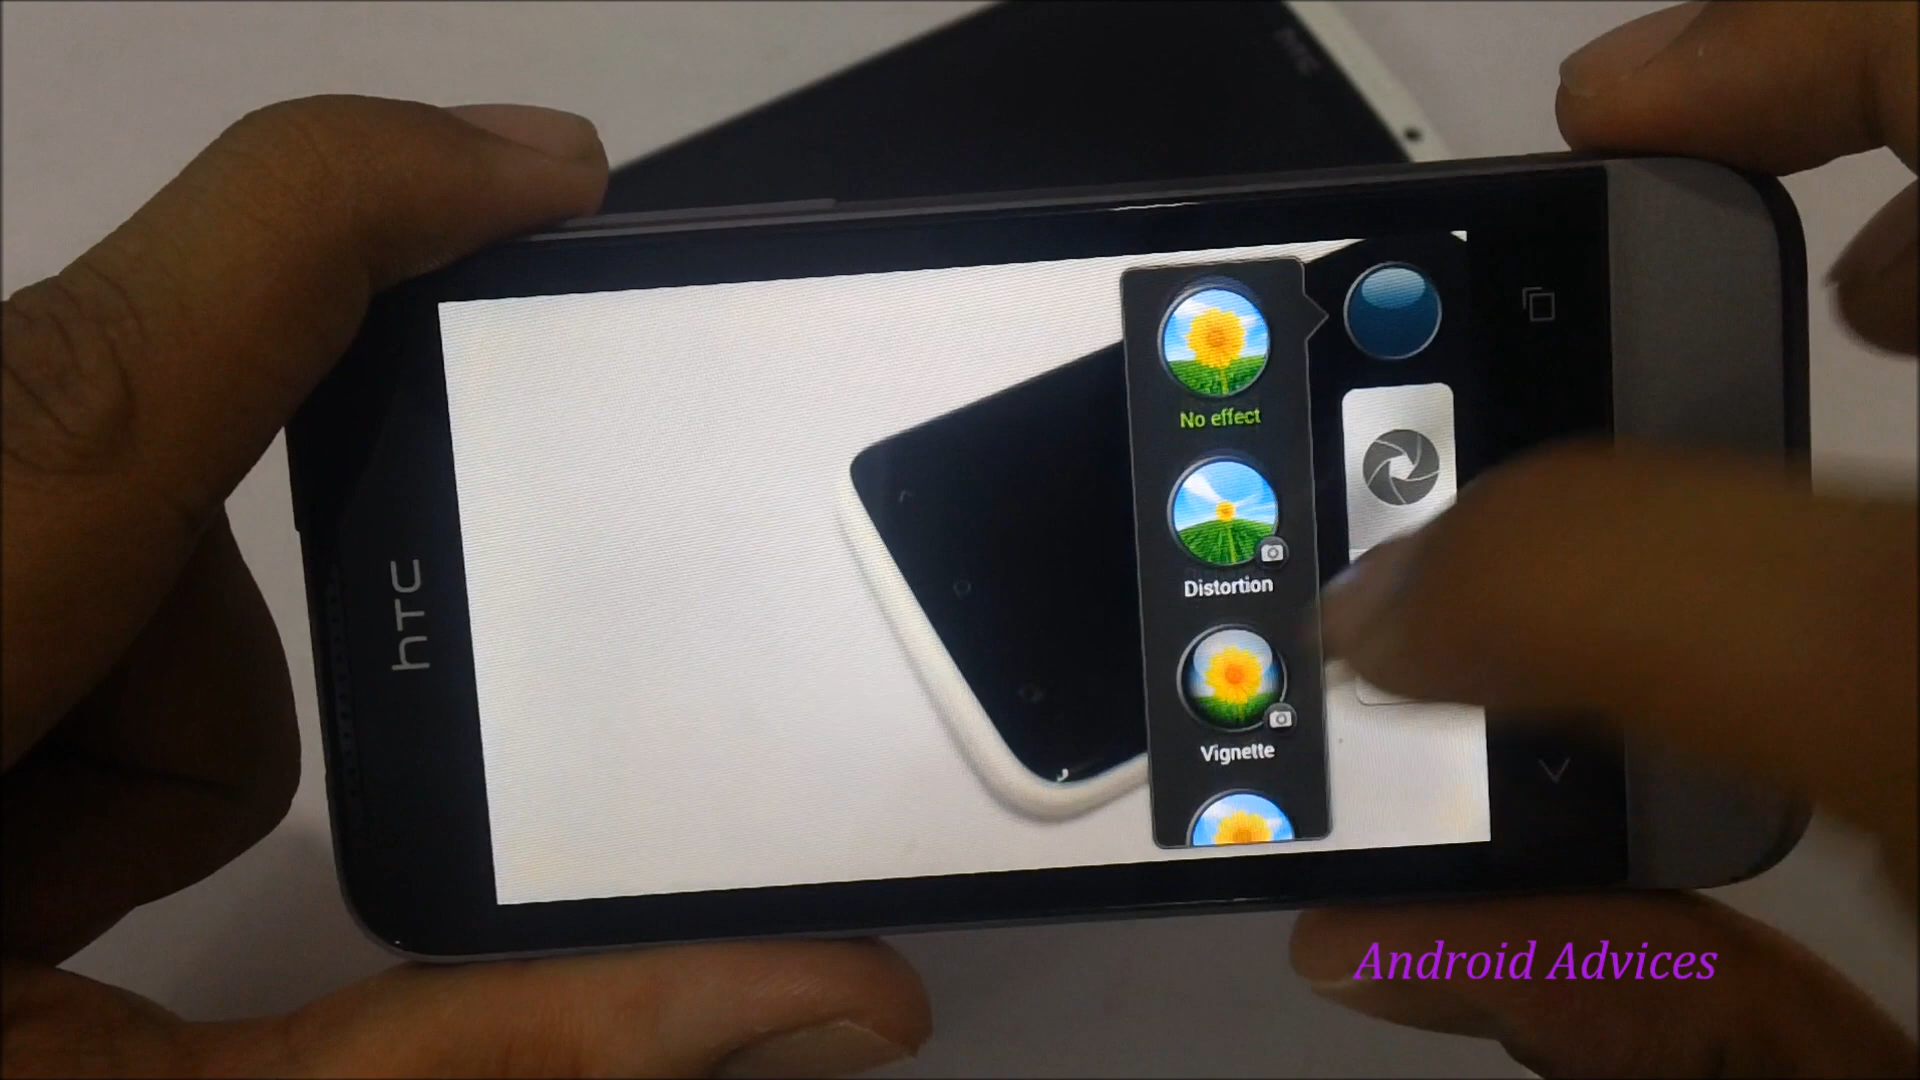 hTC
No effect
Distortion
Vignette
Android Advices